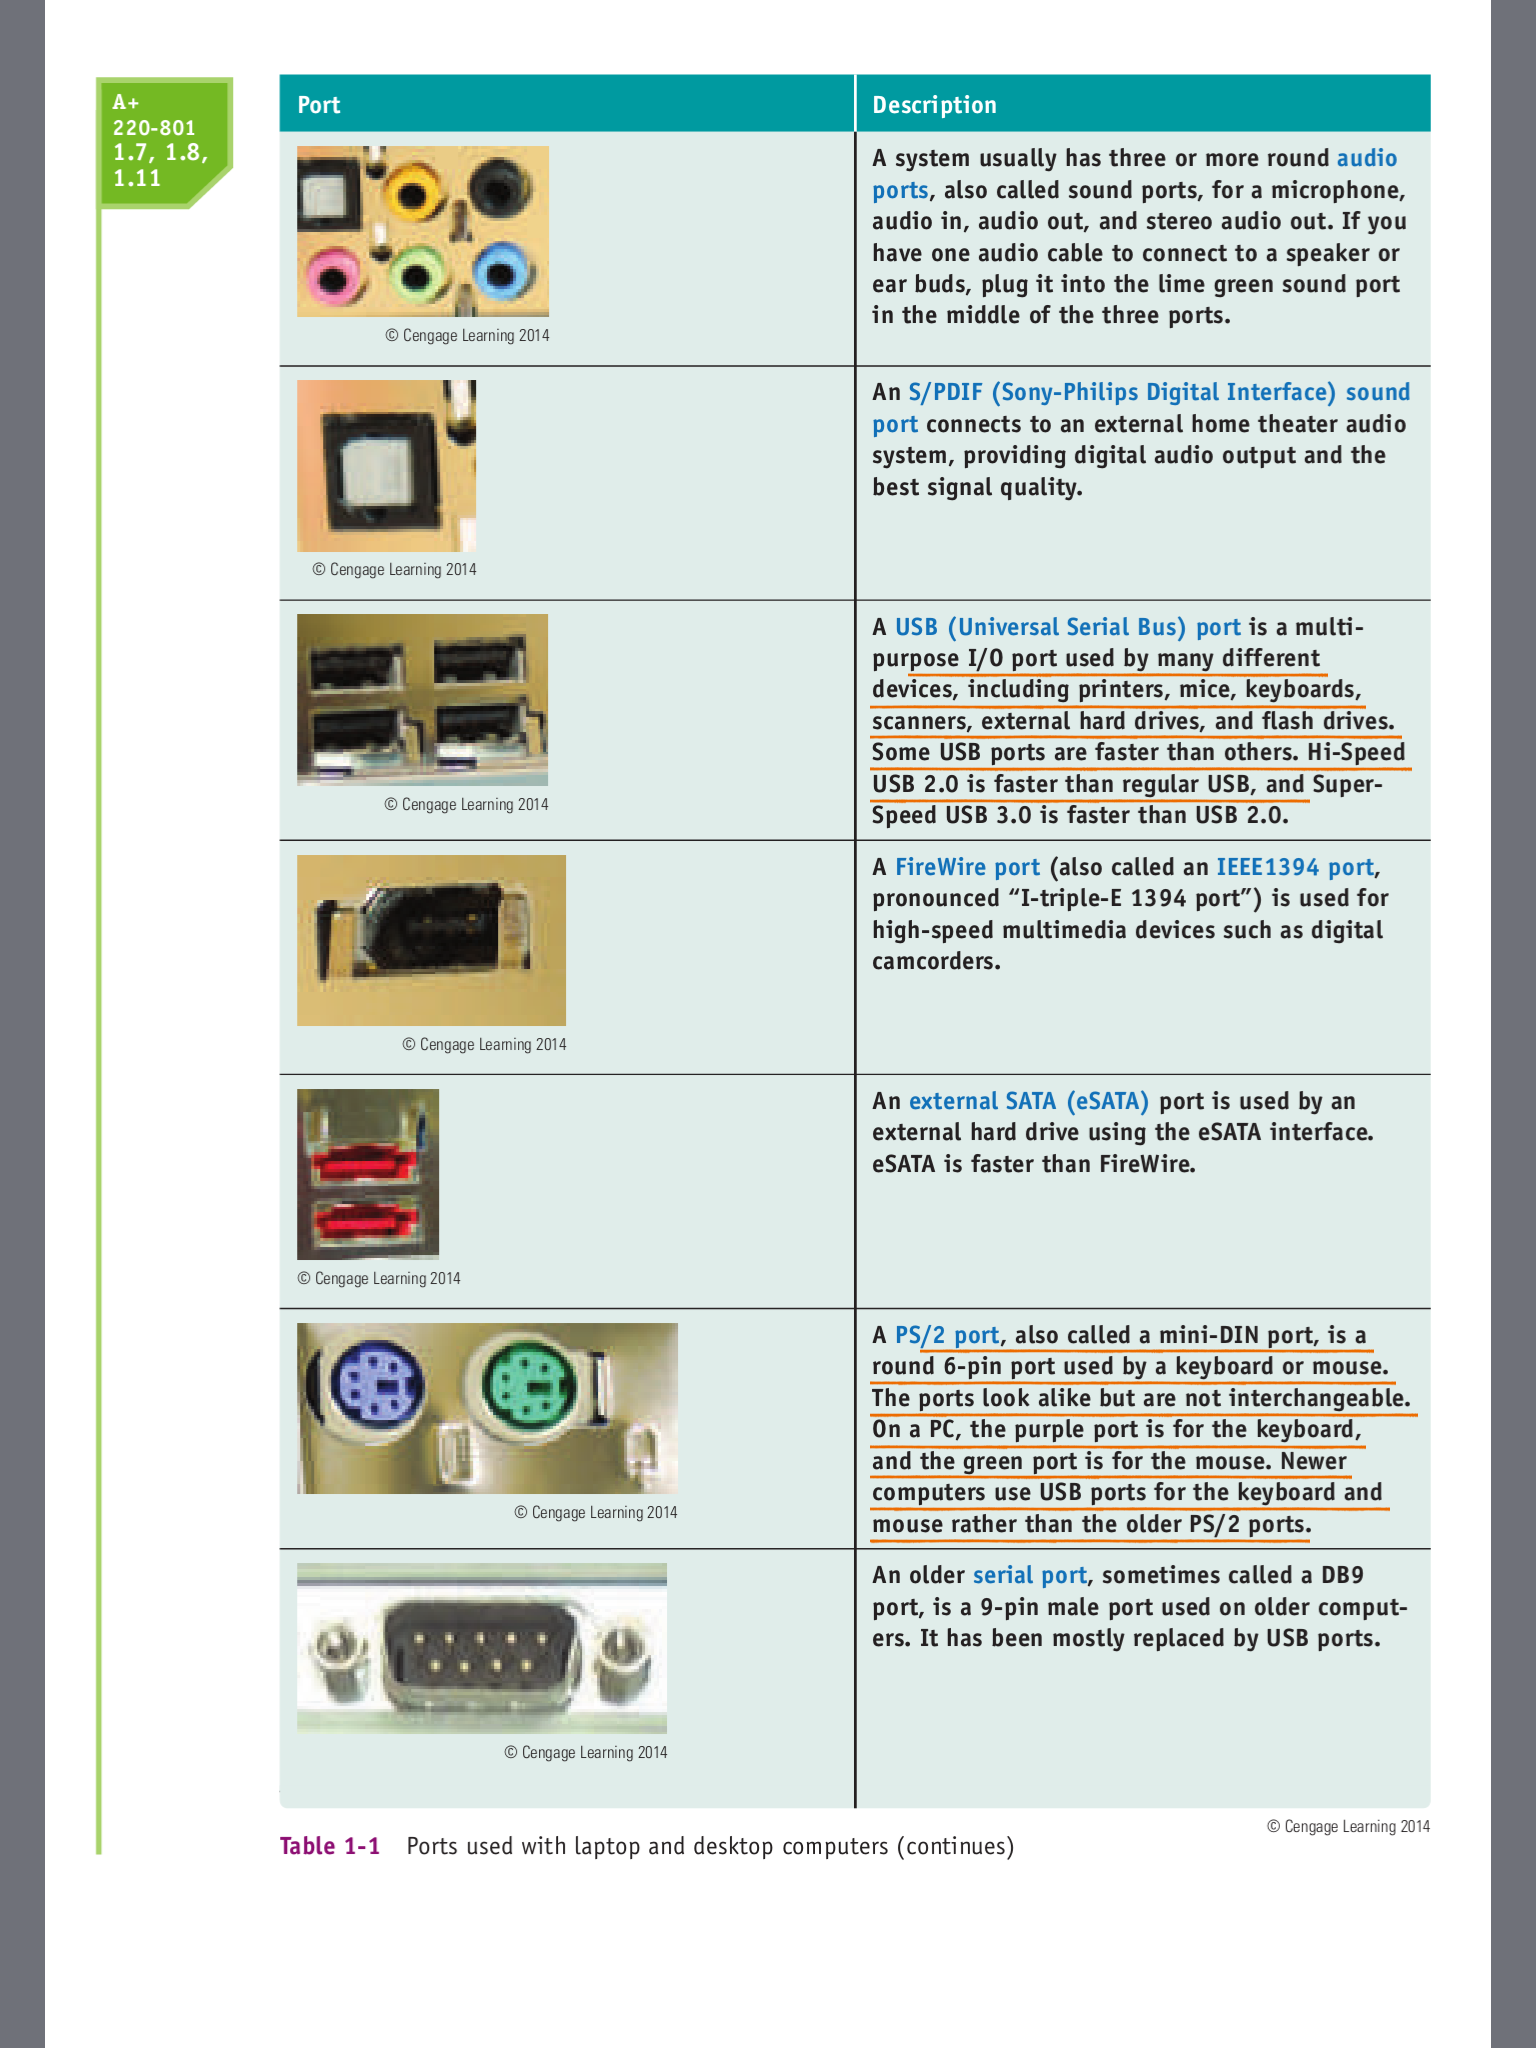 A+
220-801
1.7, 1.8,
1.11
Port
Description
© Cengage Learning 2014
A system usually has three or more round audio
ports, also called sound ports, for a microphone,
audio in, audio out, and stereo audio out. If you
have one audio cable to connect to a speaker or
ear buds, plug it into the lime green sound port
in the middle of the three ports.
© Cengage Learning 2014
An S/PDIF (Sony-Philips Digital Interface) sound
port connects to an external home theater audio
system, providing digital audio output and the
best signal quality.
© Cengage Learning 2014
A USB (Universal Serial Bus) port is a multi-
purpose I/O port used by many different
devices, including printers, mice, keyboards,
scanners, external hard drives, and flash drives.
Some USB ports are faster than others. Hi-Speed
USB 2.0 is faster than regular USB, and Super-
Speed USB 3.0 is faster than USB 2.0.
© Cengage Learning 2014
A FireWire port (also called an IEEE1394 port,
pronounced “I-triple-E 1394 port”) is used for
high-speed multimedia devices such as digital
camcorders.
© Cengage Learning 2014
An external SATA (eSATA) port is used by an
external hard drive using the eSATA interface.
eSATA is faster than FireWire.
© Cengage Learning 2014
A PS/2 port, also called a mini-DIN port, is a
round 6-pin port used by a keyboard or mouse.
The ports look alike but are not interchangeable.
On a PC, the purple port is for the keyboard,
and the green port is for the mouse. Newer
computers use USB ports for the keyboard and
mouse rather than the older PS/2 ports.
© Cengage Learning 2014
An older serial port, sometimes called a DB9
port, is a 9-pin male port used on older comput-
ers. It has been mostly replaced by USB ports.
© Cengage Learning 2014
Table 1-1 Ports used with laptop and desktop computers (continues)